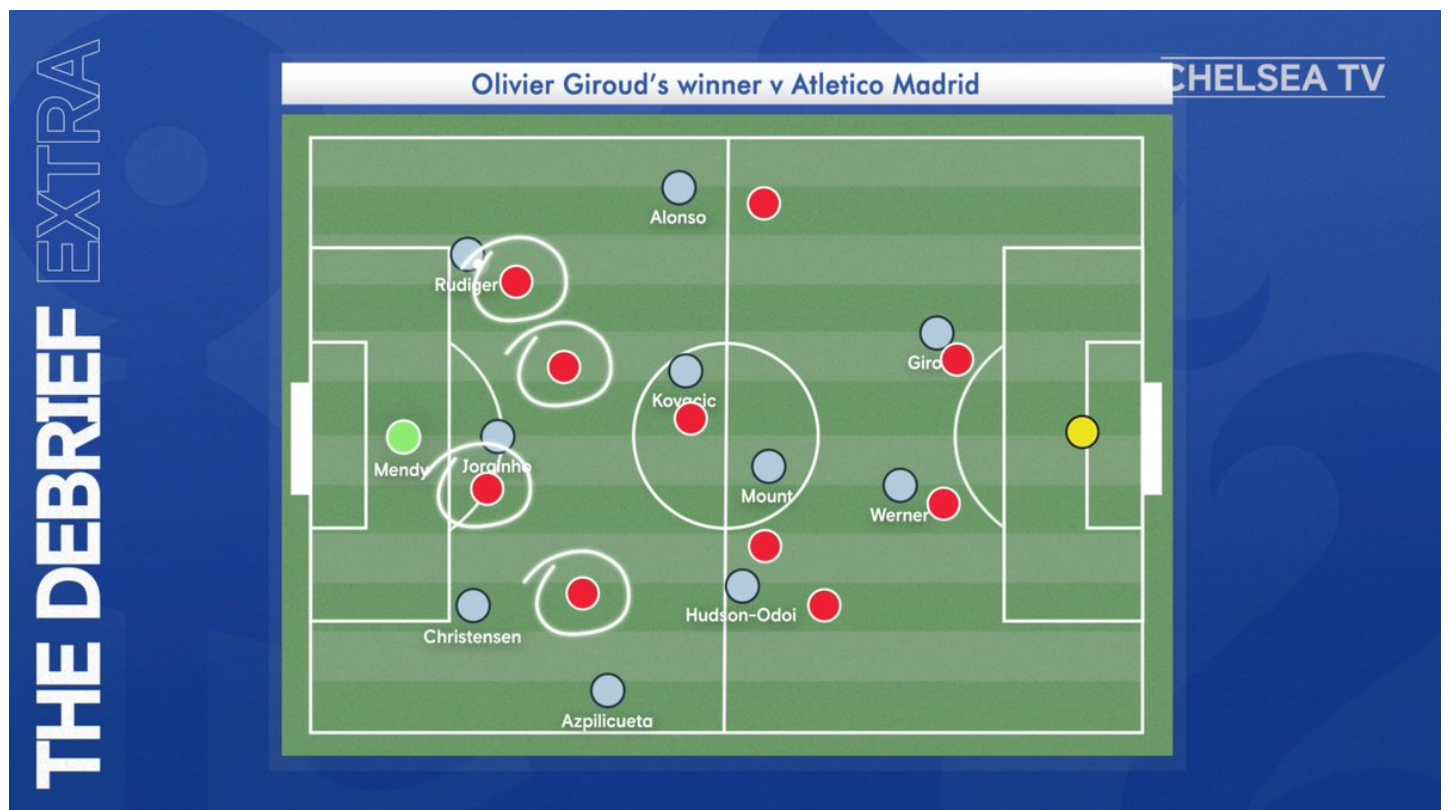 THE DEBRIEF EXTRA
Olivier Giroud's winner v Atletico Madrid
CHELSEA TV
Alonso
Rudiger
Giro
Kovacic
Mendy
Jorginho
Mount
Werner
Hudson-Odoi
Christensen
Azpilicueta